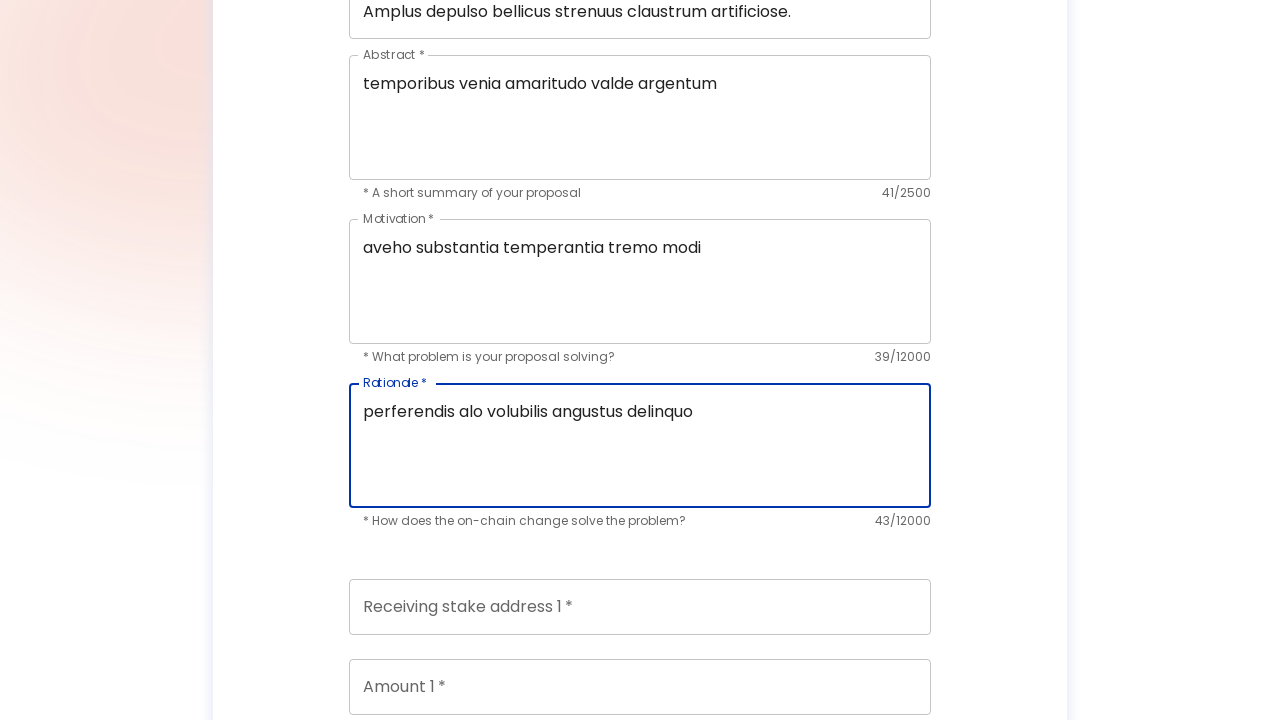 Amplus depulso bellicus strenuus claustrum artificiose.
Abstract *
temporibus venia amaritudo valde argentum
* A short summary of your proposal 41/2500
Motivation *
aveho substantia temperantia tremo modi
* What problem is your proposal solving? 39/12000
Rationale *
perferendis alo volubilis angustus delinquo
* How does the on-chain change solve the problem? 43/12000
Receiving stake address 1 *
Amount 1 *